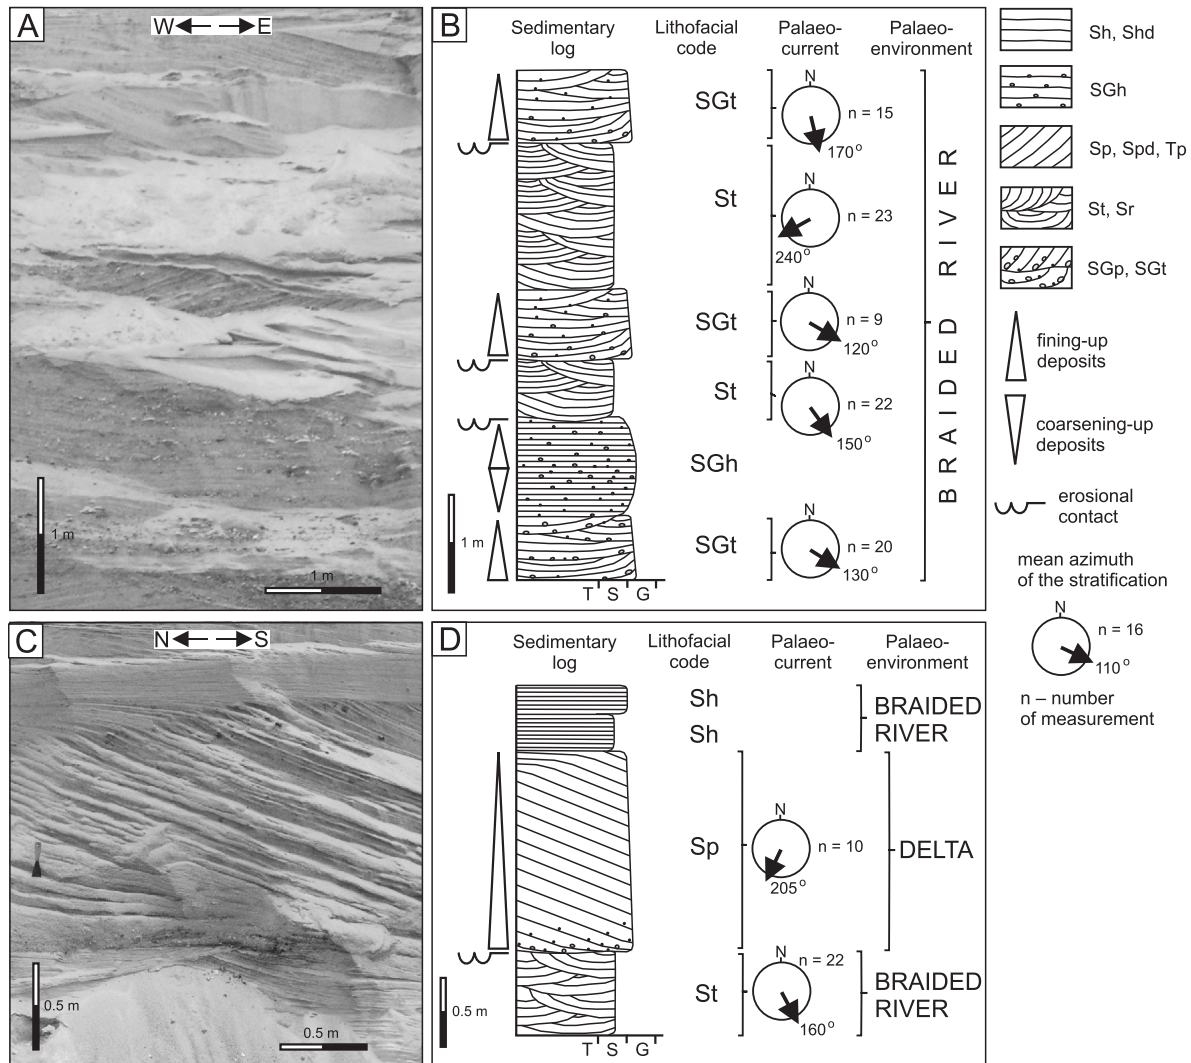 A
W E
1 m
1 m
B
Sedimentary log
Lithofacial code
Palaeo-current
Palaeo-environment
SGt
N
n = 15
170°
St
n = 23
240°
N
SGt
n = 9
120°
N
St
n = 22
150°
SGh
N
SGt
n = 20
130°
1 m
T S G
BRAIDED RIVER
Sh, Shd
SGh
Sp, Spd, Tp
St, Sr
SGp, SGt
fining-up
deposits
coarsening-up
deposits
erosional
contact
mean azimuth
of the stratification
N
n = 16
110°
n – number
of measurement
C
N S
0.5 m
0.5 m
D
Sedimentary log
Lithofacial code
Palaeo-current
Palaeo-environment
Sh
Sh
BRAIDED
RIVER
N
Sp
n = 10
205°
DELTA
N
n = 22
St
160°
BRAIDED
RIVER
0.5 m
T S G